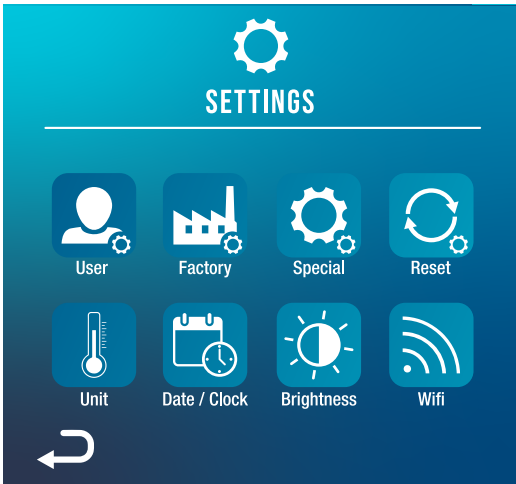 SETTINGS
User Factory Special Reset
Unit Date / Clock Brightness Wifi